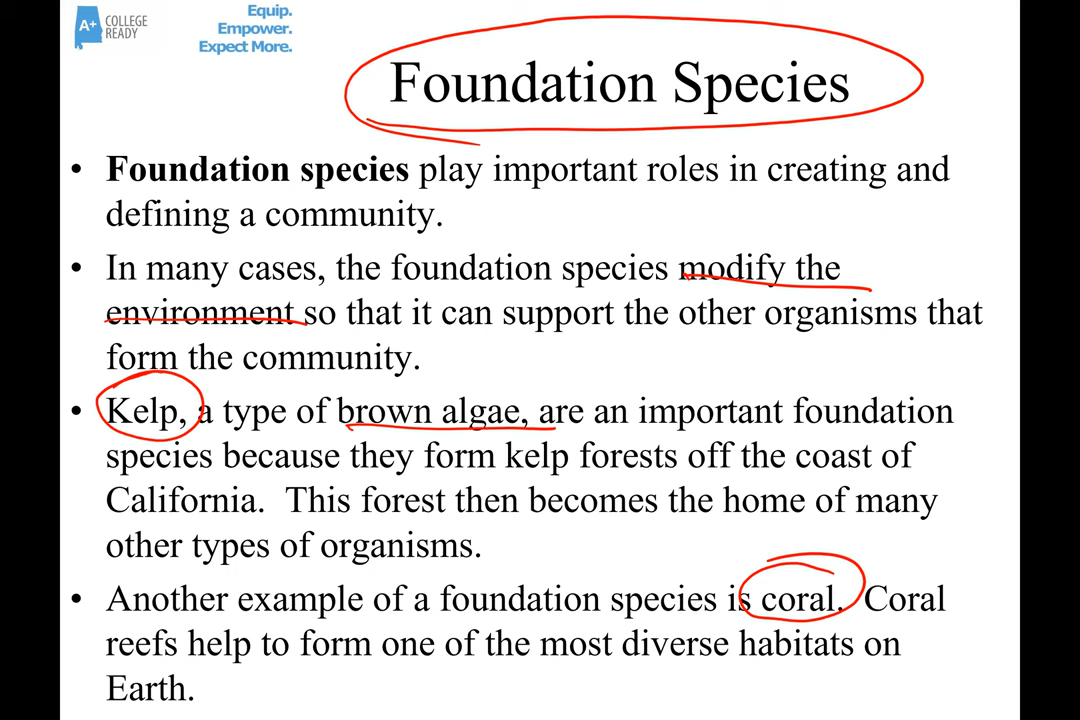 A+ COLLEGE
READY
Equip.
Empower.
Expect More.
Foundation Species
• Foundation species play important roles in creating and
defining a community.
• In many cases, the foundation species modify the
environment so that it can support the other organisms that
form the community.
• Kelp, a type of brown algae, are an important foundation
species because they form kelp forests off the coast of
California. This forest then becomes the home of many
other types of organisms.
• Another example of a foundation species is coral. Coral
reefs help to form one of the most diverse habitats on
Earth.